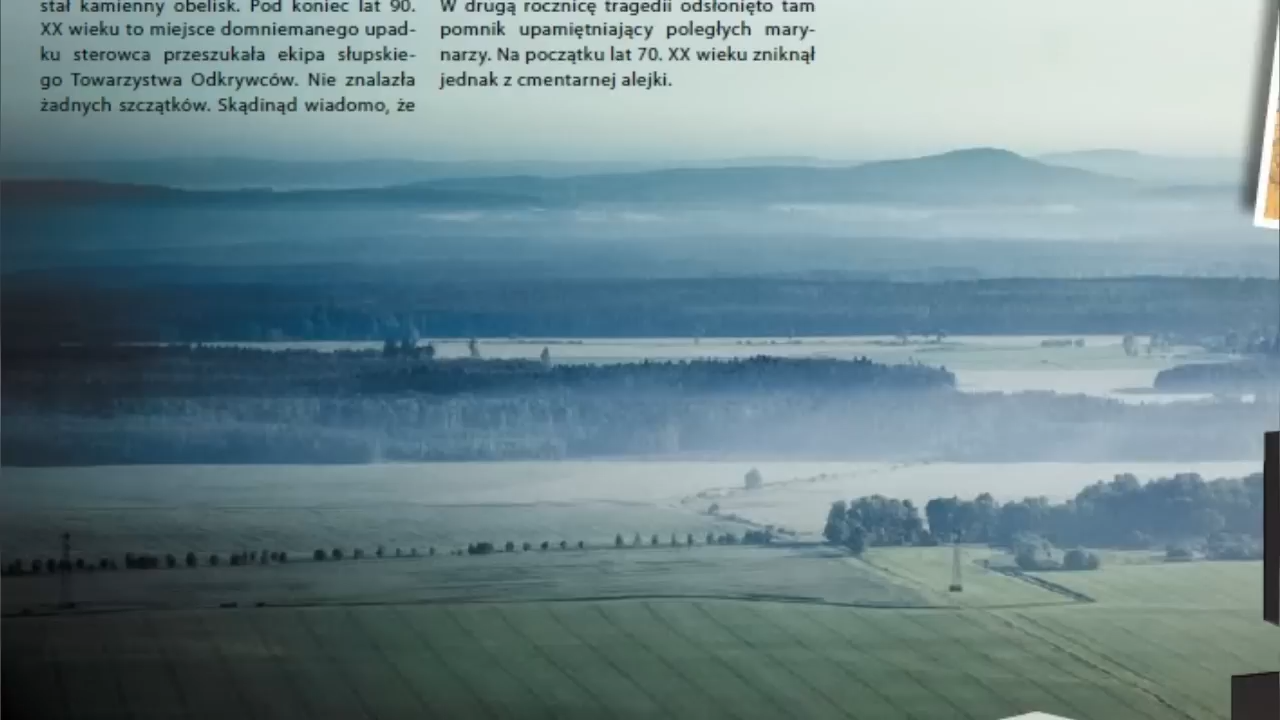 stał kamienny obelisk. Pod koniec lat 90.
XX wieku to miejsce domniemanego upad-
ku sterowca przeszukała ekipa słupskie-
go Towarzystwa Odkrywców. Nie znalazła
żadnych szczątków. Skądinąd wiadomo, że
W drugą rocznicę tragedii odsłonięto tam
pomnik upamiętniający poległych mary-
narzy. Na początku lat 70. XX wieku zniknął
jednak z cmentarnej alejki.